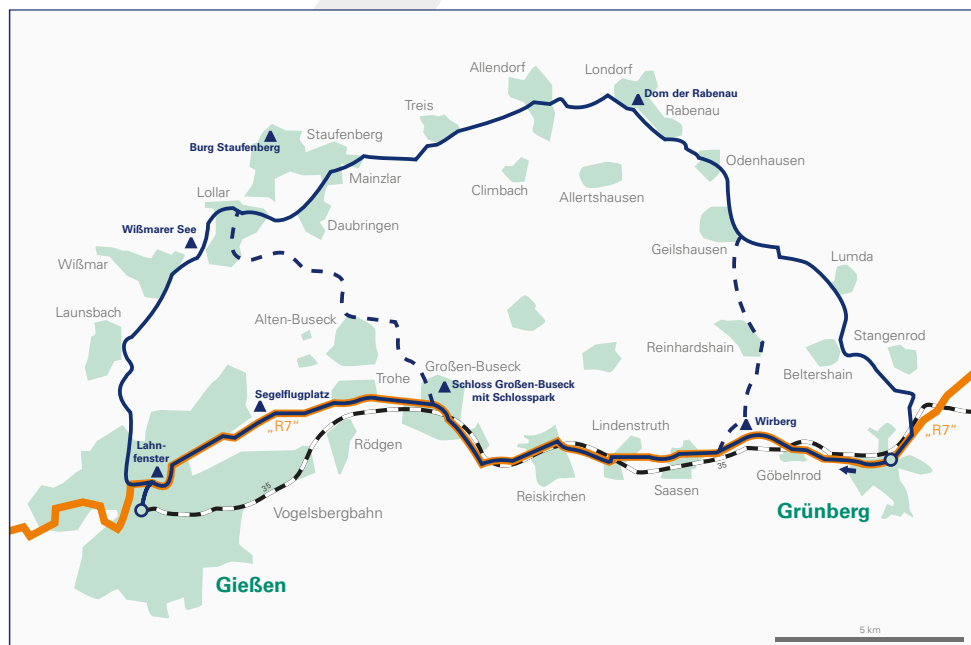 Allendorf
Londorf
Dom der Rabenau
Rabenau
Treis
Staufenberg
Burg Staufenberg
Odenhausen
Mainzlar
Climbach
Allertshausen
Lollar
Daubringen
Wißmarer See
Geilshausen
Wißmar
Lumda
Launsbach
Alten-Buseck
Stangenrod
Reinhardshain
Beltershain
Großen-Buseck
Trohe
Schloss Großen-Buseck
mit Schlosspark
Segelflugplatz
„R7“
Wirberg
Lindenstruth
„R7“
Rödgen
Lahn-
fenster
35
Göbelnrod
35
Saasen
Reiskirchen
Vogelsbergbahn
Grünberg
Gießen
5 km